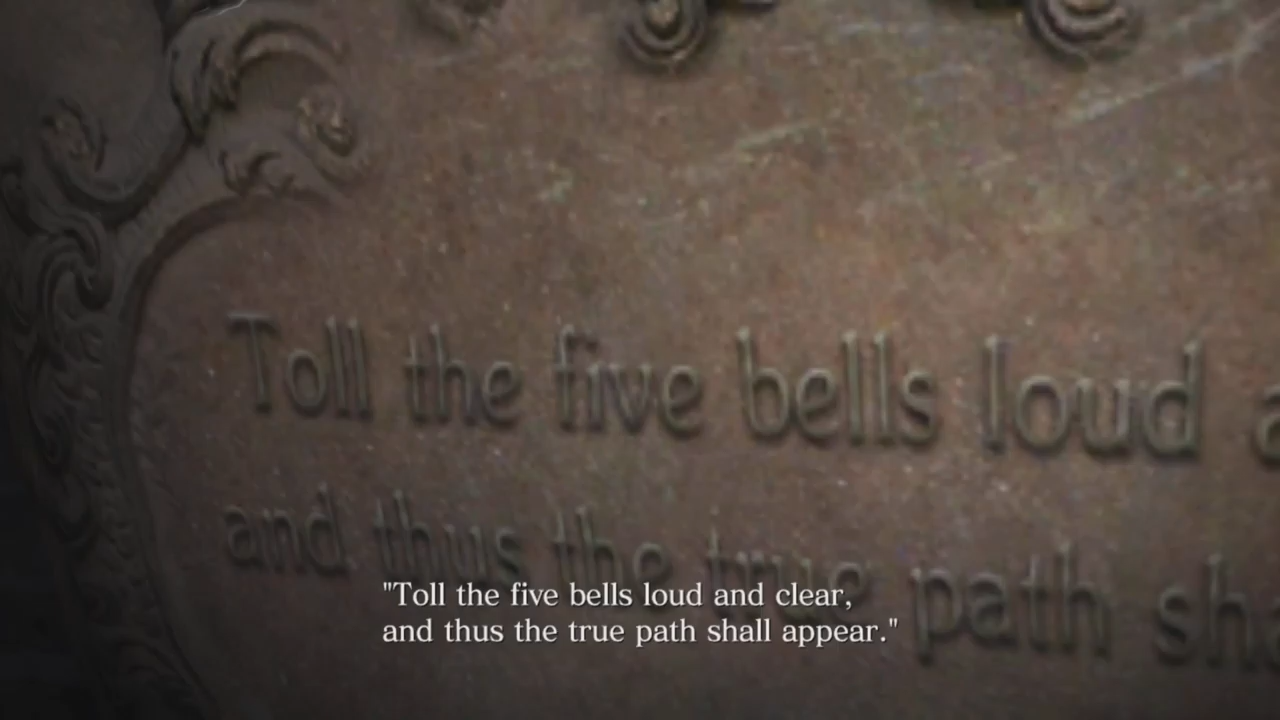 Toll the five bells loud a
and thus the true path sha
"Toll the five bells loud and clear,
and thus the true path shall appear."